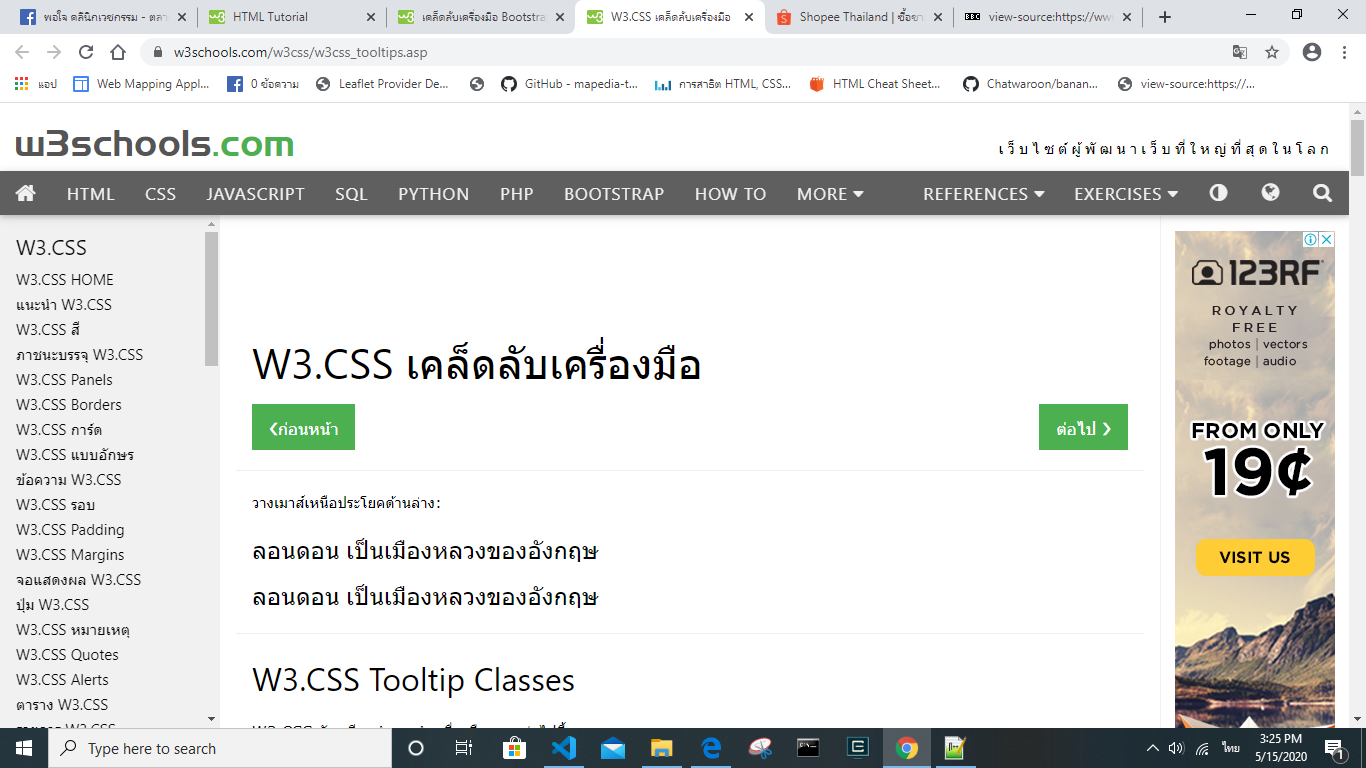 พอใจ คลินิกเวชกรรม - ตลา
HTML Tutorial
เคล็ดลับเครื่องมือ Bootstra
W3.CSS เคล็ดลับเครื่องมือ
Shopee Thailand | ซื้อขา
BBC view-source:https://ww
w3schools.com/w3css/w3css_tooltips.asp
แอป
Web Mapping Appl...
0 ข้อความ
Leaflet Provider De...
GitHub - mapedia-t...
การสาธิต HTML, CSS...
HTML Cheat Sheet...
Chatwaroon/banan...
view-source:https://...
w3schools.com
เว็บไซต์ผู้พัฒนาเว็บที่ใหญ่ที่สุดในโลก
HTML CSS JAVASCRIPT SQL PYTHON PHP BOOTSTRAP HOW TO MORE REFERENCES EXERCISES
W3.CSS
W3.CSS HOME
แนะนำ W3.CSS
W3.CSS สี
ภาชนะบรรจุ W3.CSS
W3.CSS Panels
W3.CSS Borders
W3.CSS การ์ด
W3.CSS แบบอักษร
ข้อความ W3.CSS
W3.CSS รอบ
W3.CSS Padding
W3.CSS Margins
จอแสดงผล W3.CSS
ปุ่ม W3.CSS
W3.CSS หมายเหตุ
W3.CSS Quotes
W3.CSS Alerts
ตาราง W3.CSS
W3.CSS เคล็ดลับเครื่องมือ
❮ก่อนหน้า
ต่อไป ❯
วางเมาส์เหนือประโยคด้านล่าง:
ลอนดอน เป็นเมืองหลวงของอังกฤษ
ลอนดอน เป็นเมืองหลวงของอังกฤษ
W3.CSS Tooltip Classes
123RF
ROYALTY
FREE
photos | vectors
footage | audio
FROM ONLY
19¢
VISIT US
Type here to search
ไทย
3:25 PM
5/15/2020
1